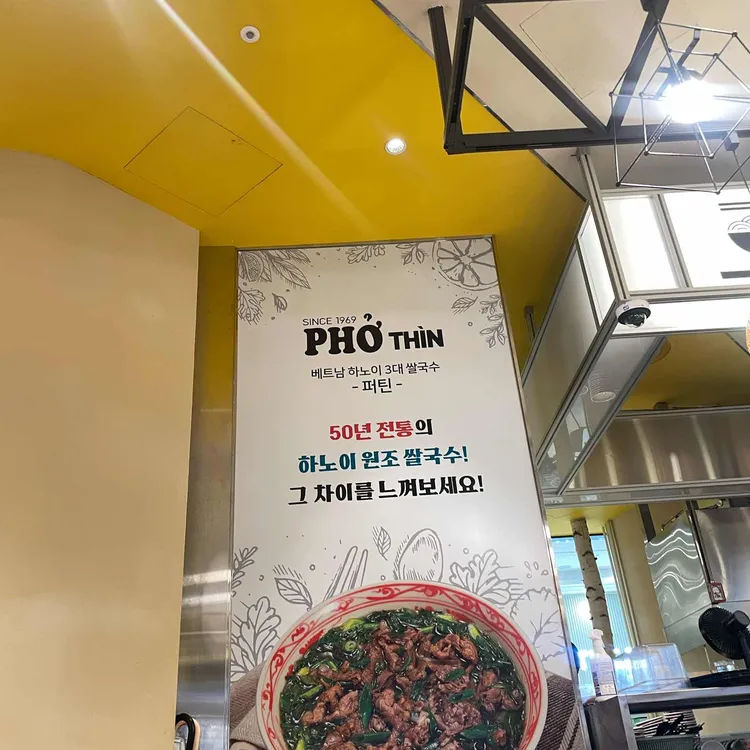 SINCE 1969
PHỞ THÌN
베트남 하노이 3대 쌀국수
- 퍼틴 -
50년 전통의
하노이 원조 쌀국수!
그 차이를 느껴보세요!